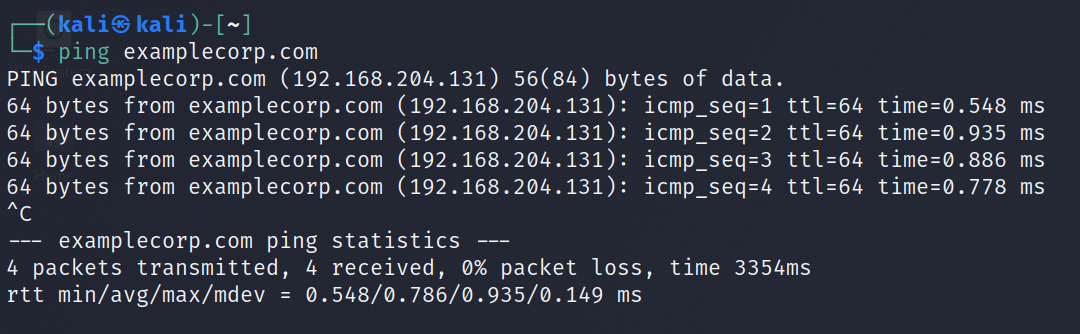 ┌──(kali㉿kali)-[~]
└─$ ping examplecorp.com
PING examplecorp.com (192.168.204.131) 56(84) bytes of data.
64 bytes from examplecorp.com (192.168.204.131): icmp_seq=1 ttl=64 time=0.548 ms
64 bytes from examplecorp.com (192.168.204.131): icmp_seq=2 ttl=64 time=0.935 ms
64 bytes from examplecorp.com (192.168.204.131): icmp_seq=3 ttl=64 time=0.886 ms
64 bytes from examplecorp.com (192.168.204.131): icmp_seq=4 ttl=64 time=0.778 ms
^C
--- examplecorp.com ping statistics ---
4 packets transmitted, 4 received, 0% packet loss, time 3354ms
rtt min/avg/max/mdev = 0.548/0.786/0.935/0.149 ms